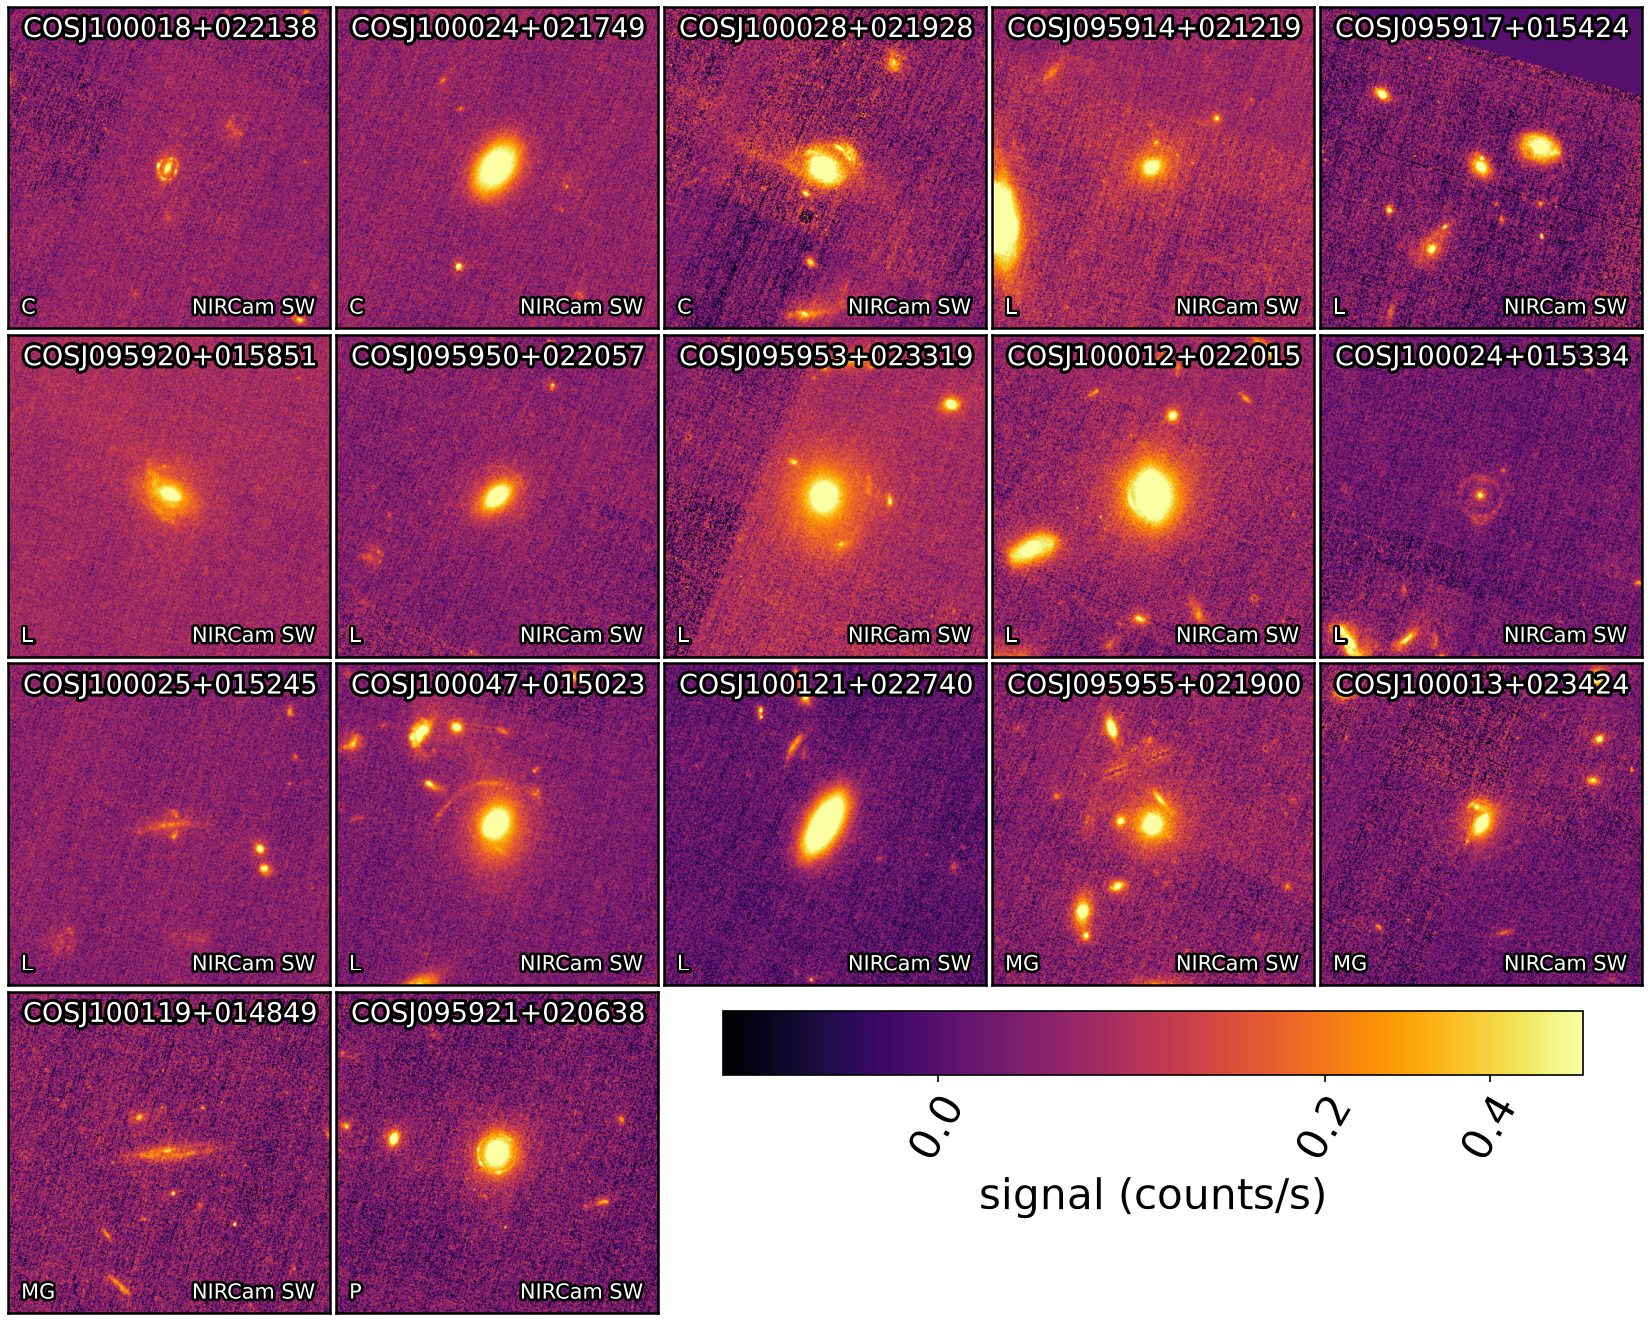 COSJ100018+022138
C NIRCam SW
COSJ100024+021749
C NIRCam SW
COSJ100028+021928
C NIRCam SW
COSJ095914+021219
L NIRCam SW
COSJ095917+015424
L NIRCam SW
COSJ095920+015851
L NIRCam SW
COSJ095950+022057
L NIRCam SW
COSJ095953+023319
L NIRCam SW
COSJ100012+022015
L NIRCam SW
COSJ100024+015334
L NIRCam SW
COSJ100025+015245
L NIRCam SW
COSJ100047+015023
L NIRCam SW
COSJ100121+022740
L NIRCam SW
COSJ095955+021900
MG NIRCam SW
COSJ100013+023424
MG NIRCam SW
COSJ100119+014849
MG NIRCam SW
COSJ095921+020638
P NIRCam SW
0.0 0.2 0.4
signal (counts/s)